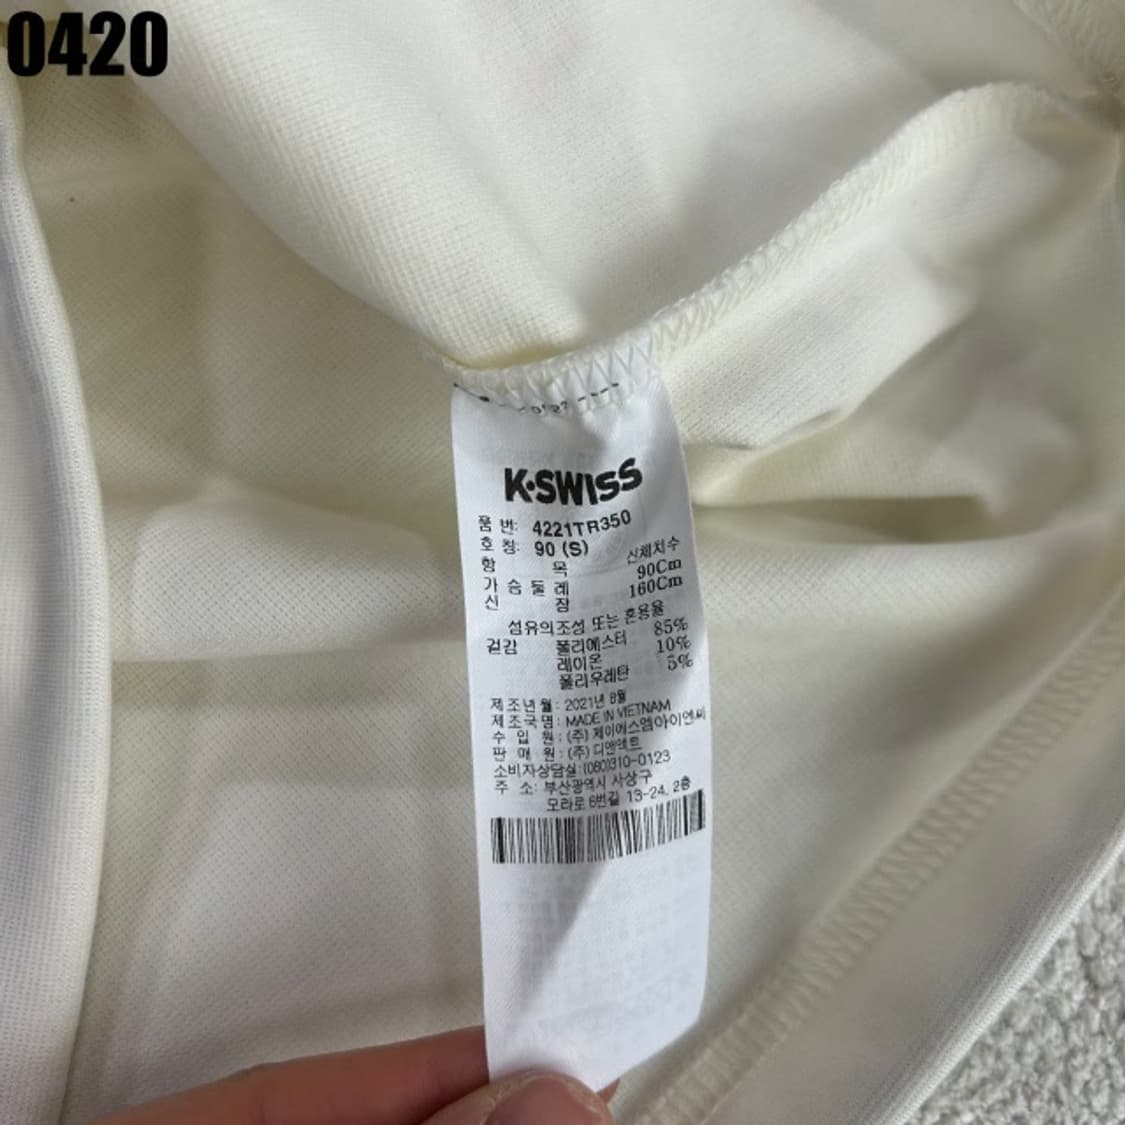 0420
K·SWISS
품 번: 4221TR350
호 칭: 90 (S)
항 목 신체치수
가 슴 둘 레 90Cm
신 장 160Cm
섬유의조성 또는 혼용율
겉감 폴리에스터 85%
레이온 10%
폴리우레탄 5%
제조년월: 2021년 8월
제조국명: MADE IN VIETNAM
수 입 원: (주) 제이에스엠아이엔씨
판 매 원: (주) 디앤액트
소비자상담실: (080)310-0123
주 소: 부산광역시 사상구
모라로 6번길 13-24, 2층